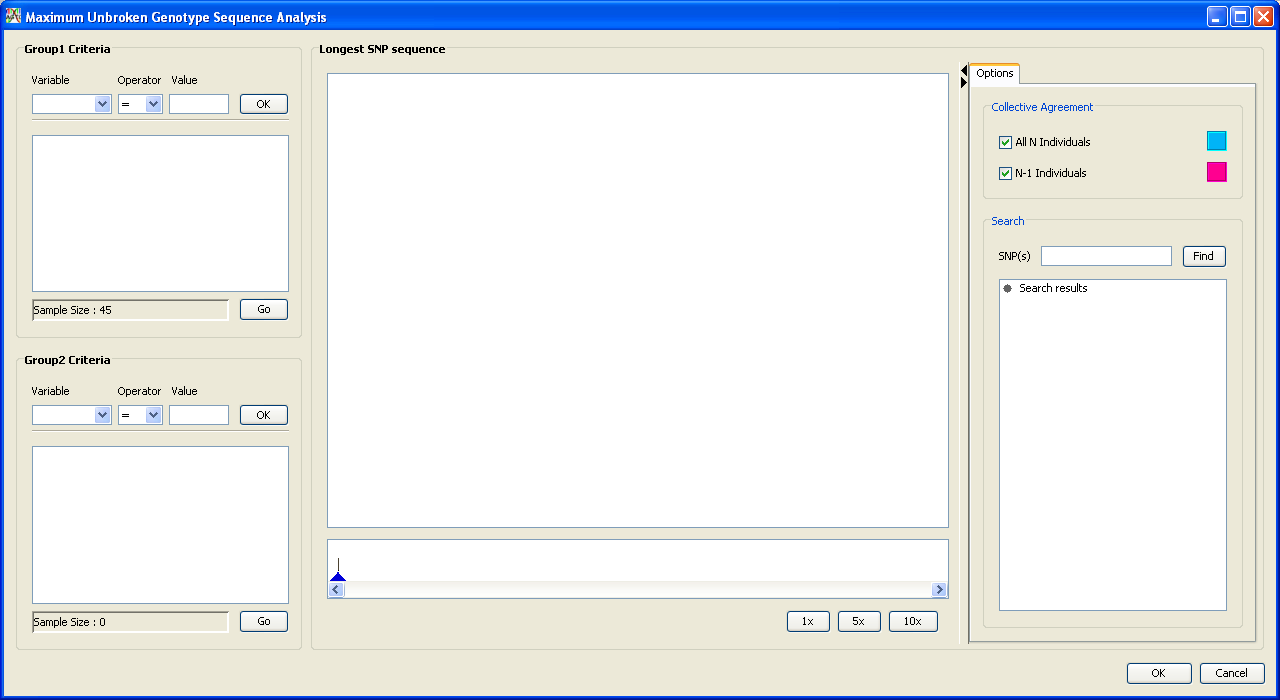 Maximum Unbroken Genotype Sequence Analysis
Group1 Criteria
Variable Operator Value
= OK
Sample Size : 45 Go
Group2 Criteria
Variable Operator Value
= OK
Sample Size : 0 Go
Longest SNP sequence
1x 5x 10x
Options
Collective Agreement
All N Individuals
N-1 Individuals
Search
SNP(s) Find
Search results
OK Cancel